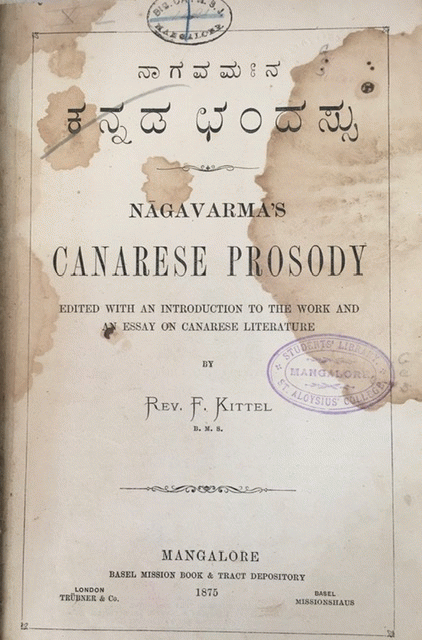 MANGALORE
ನಾಗವರ್ಮನ
ಕನ್ನಡ ಛಂದಸ್ಸು
NĀGAVARMA'S
CANARESE PROSODY
EDITED WITH AN INTRODUCTION TO THE WORK AND
AN ESSAY ON CANARESE LITERATURE
BY
REV. F. KITTEL
B. M. S.
STUDENTS' LIBRARY
MANGALORE
ST ALOYSIUS' COLLEGE
MANGALORE
BASEL MISSION BOOK & TRACT DEPOSITORY
LONDON
TRÜBNER & Co.
1875
BASEL
MISSIONSHAUS